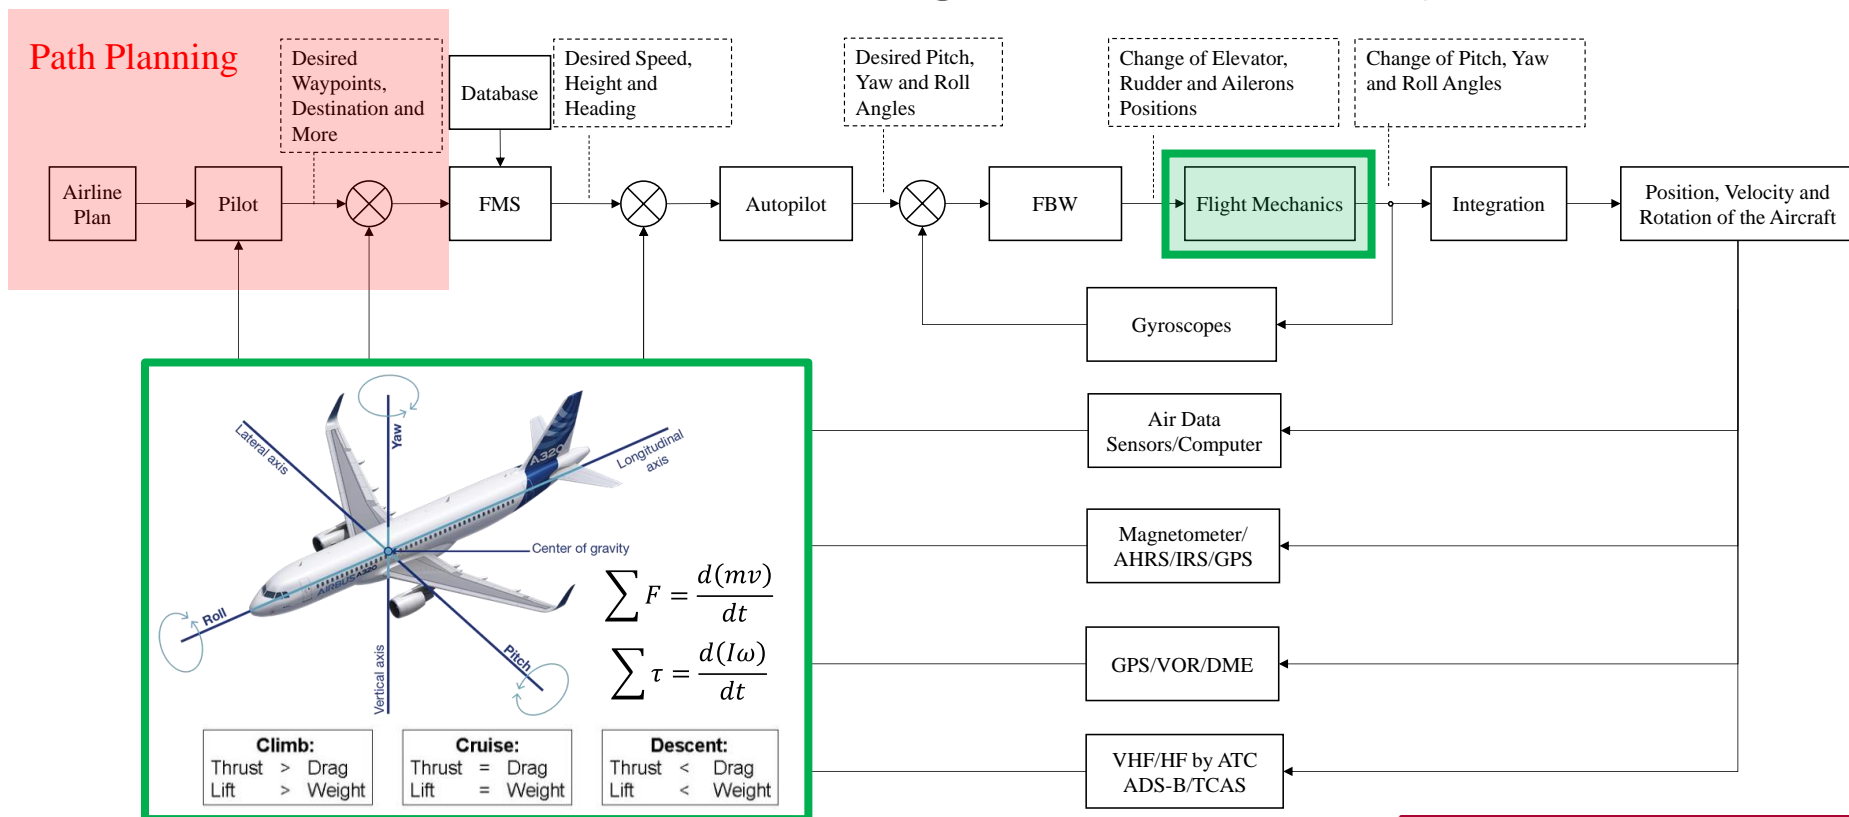 Path Planning
Desired
Waypoints,
Destination and
More
Database
Desired Speed,
Height and
Heading
Desired Pitch,
Yaw and Roll
Angles
Change of Elevator,
Rudder and Ailerons
Positions
Change of Pitch, Yaw
and Roll Angles
Airline
Plan
Pilot
FMS
Autopilot
FBW
Flight Mechanics
Integration
Position, Velocity and
Rotation of the Aircraft
Gyroscopes
Air Data
Sensors/Computer
Magnetometer/
AHRS/IRS/GPS
GPS/VOR/DME
VHF/HF by ATC
ADS-B/TCAS
Lateral axis
Yaw
A320
Longitudinal
axis
Center of gravity
AIRBUS A320
Roll
Vertical axis
Pitch
∑ F = d(mv)/dt
∑ τ = d(Iω)/dt
Climb:
Thrust > Drag
Lift > Weight
Cruise:
Thrust = Drag
Lift = Weight
Descent:
Thrust < Drag
Lift < Weight